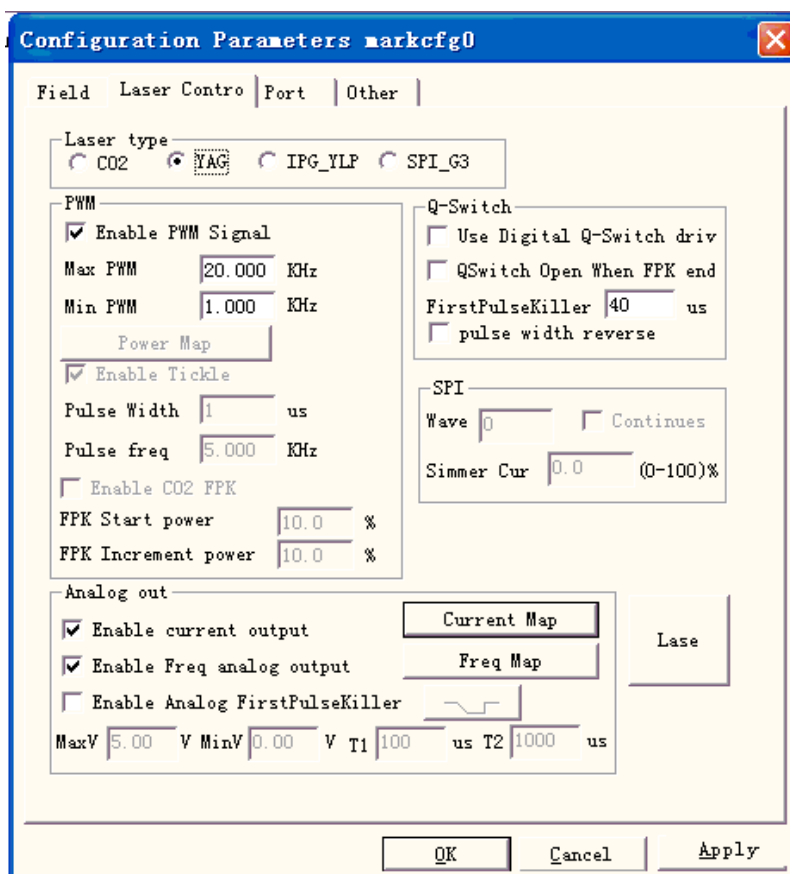 Configuration Parameters markcfg0
Field Laser Contro Port Other
Laser type
CO2 YAG IPG_YLP SPI_G3
PWM
Enable PWM Signal
Max PWM 20.000 KHz
Min PWM 1.000 KHz
Power Map
Enable Tickle
Pulse Width 1 us
Pulse freq 5.000 KHz
Enable CO2 FPK
FPK Start power 10.0 %
FPK Increment power 10.0 %
Q-Switch
Use Digital Q-Switch driv
QSwitch Open When FPK end
FirstPulseKiller 40 us
pulse width reverse
SPI
Wave 0 Continues
Simmer Cur 0.0 (0-100)%
Analog out
Enable current output Current Map
Enable Freq analog output Freq Map
Enable Analog FirstPulseKiller
MaxV 5.00 V MinV 0.00 V T1 100 us T2 1000 us
Lase
OK Cancel Apply